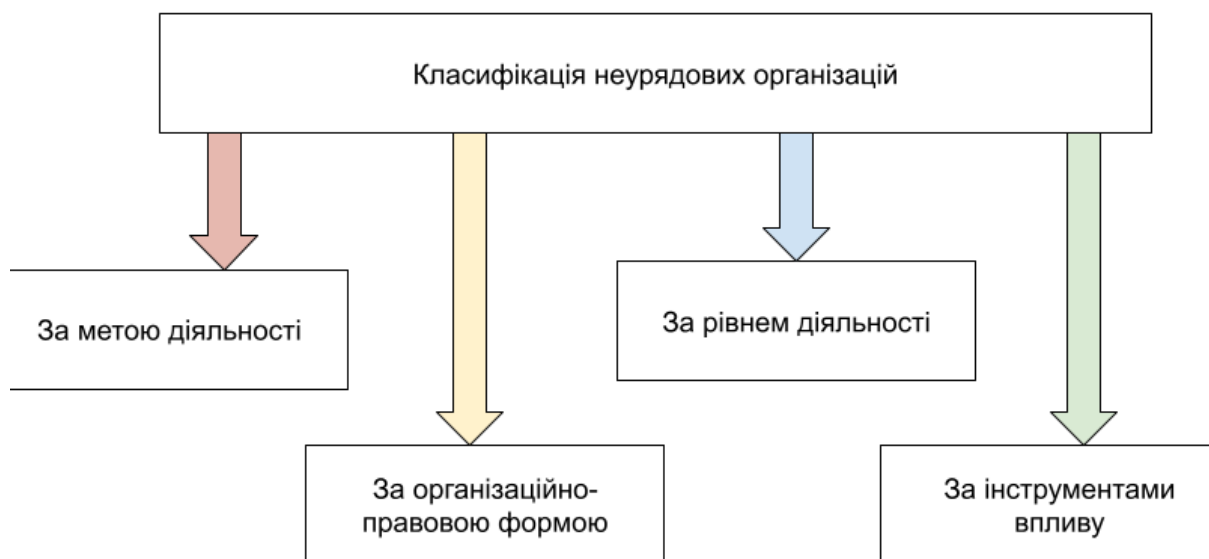 Класифікація неурядових організацій
За метою діяльності
За рівнем діяльності
За організаційно-
правовою формою
За інструментами
впливу